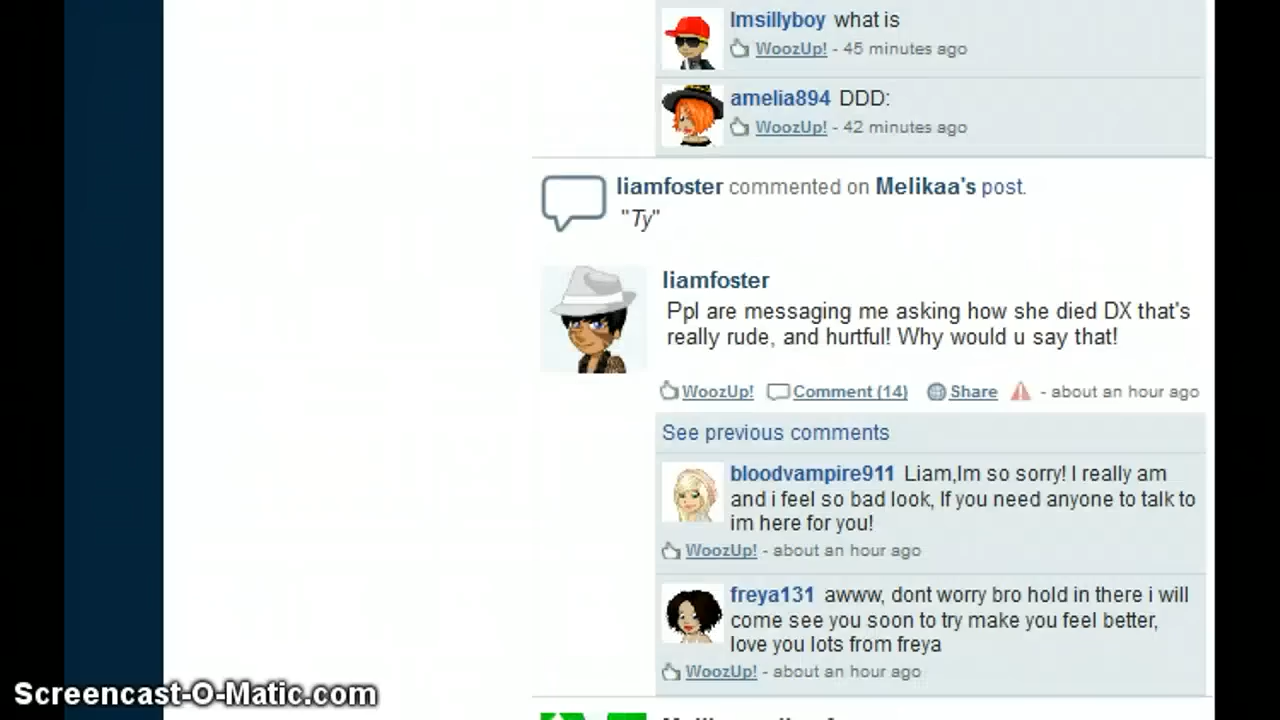 Imsillyboy what is
WoozUp! - 45 minutes ago
amelia894 DDD:
WoozUp! - 42 minutes ago
liamfoster commented on Melikaa's post.
"Ty"
liamfoster
Ppl are messaging me asking how she died DX that's
really rude, and hurtful! Why would u say that!
WoozUp! Comment (14) Share - about an hour ago
See previous comments
bloodvampire911 Liam,Im so sorry! I really am
and i feel so bad look, If you need anyone to talk to
im here for you!
WoozUp! - about an hour ago
freya131 awww, dont worry bro hold in there i will
come see you soon to try make you feel better,
love you lots from freya
WoozUp! - about an hour ago
Screencast-O-Matic.com